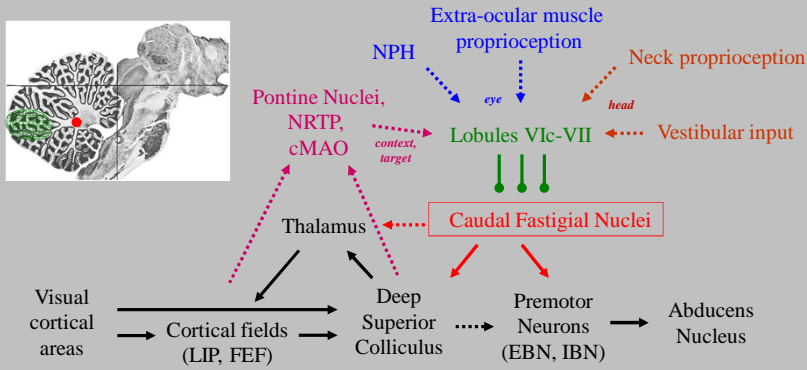 Extra-ocular muscle
proprioception
NPH
Neck proprioception
Pontine Nuclei,
NRTP,
cMAO
eye
head
context,
target
Lobules VIc-VII
Vestibular input
Thalamus
Caudal Fastigial Nuclei
Visual
cortical
areas
Cortical fields
(LIP, FEF)
Deep
Superior
Colliculus
Premotor
Neurons
(EBN, IBN)
Abducens
Nucleus